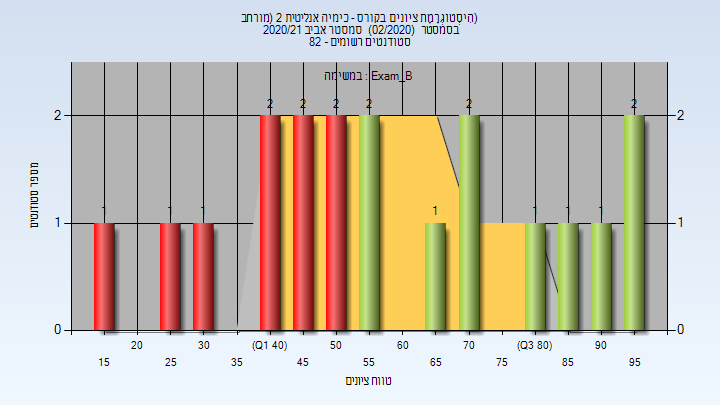 (היסטוגרמת ציונים בקורס - כימיה אנליטית 2 (מורחב
בסמסטר (02/2020) סמסטר אביב 2020/21
סטודנטים רשומים - 82
במשימה : Exam_B
מספר סטודנטים
2 2 2 2 2 2
1 1 1 1 1 1 1
2 2
1 1
0 0
20 30 (Q1 40) 50 60 70 (Q3 80) 90
15 25 35 45 55 65 75 85 95
טווח ציונים